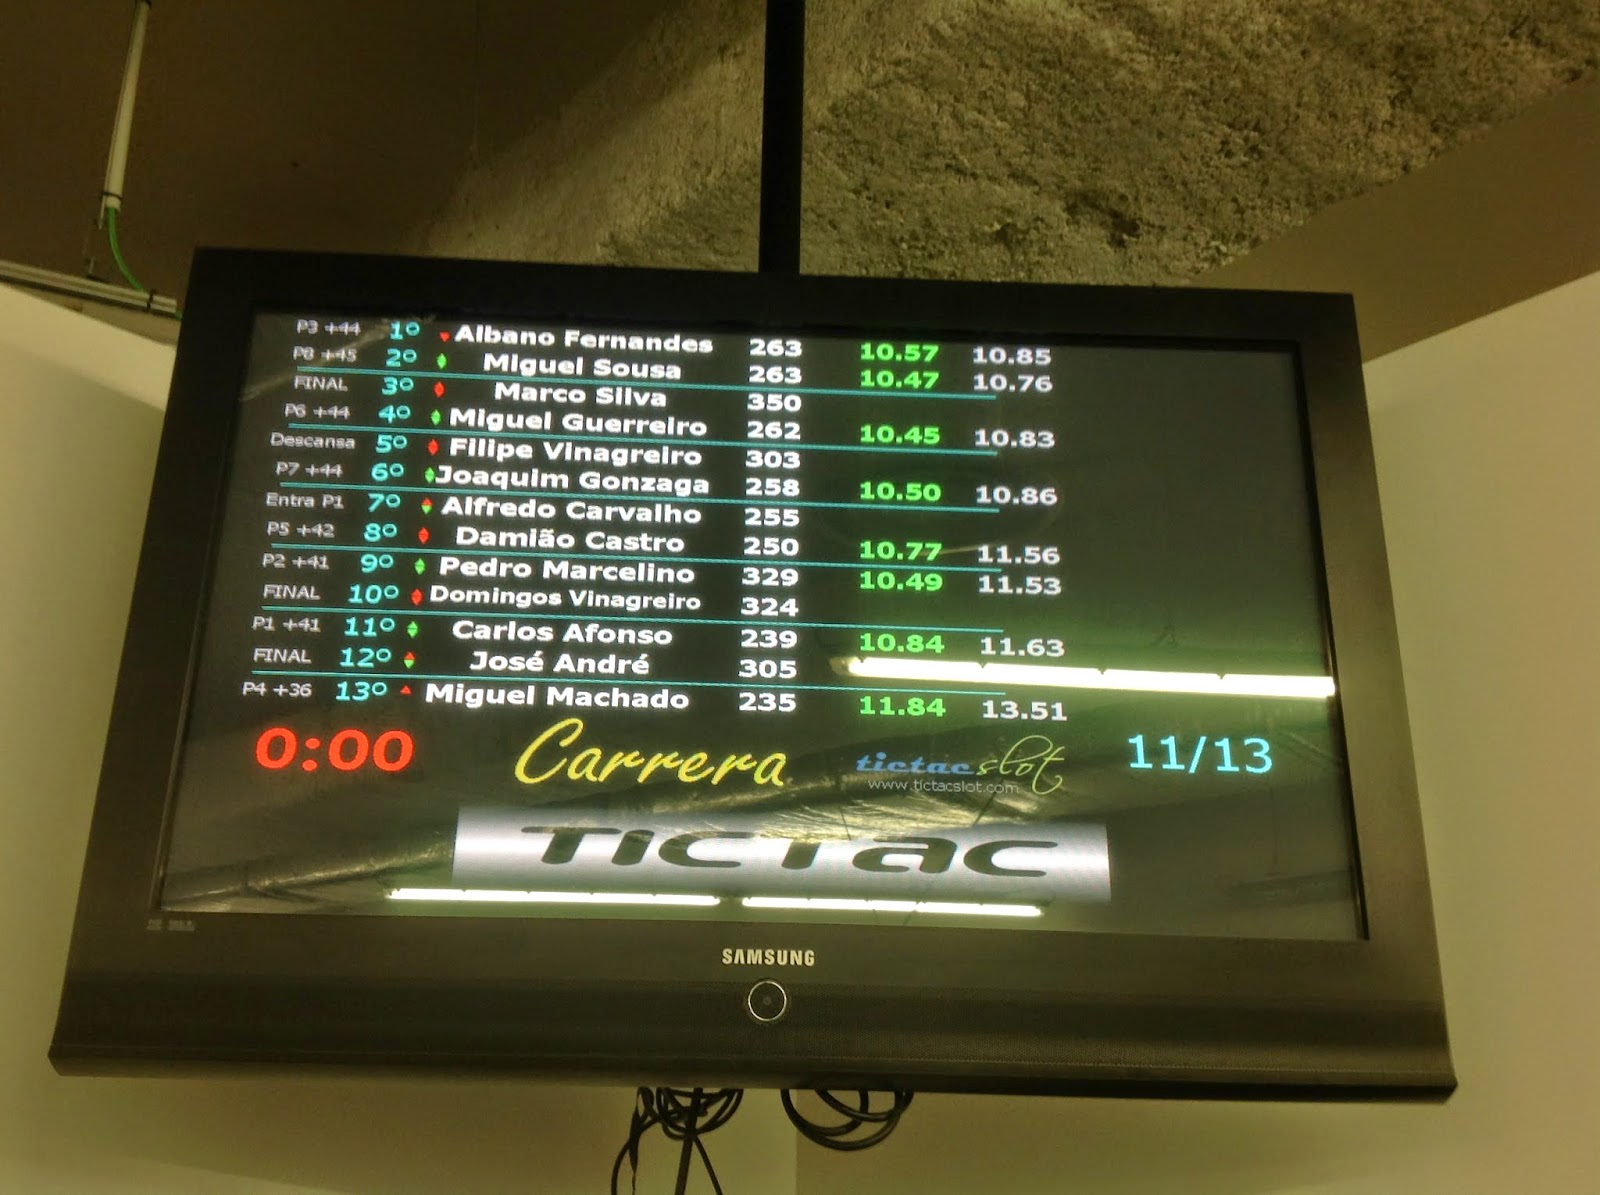 P3 +44 1º Albano Fernandes 263 10.57 10.85
P8 +45 2º Miguel Sousa 263 10.47 10.76
FINAL 3º Marco Silva 350
P6 +44 4º Miguel Guerreiro 262 10.45 10.83
Descansa 5º Filipe Vinagreiro 303
P7 +44 6º Joaquim Gonzaga 258 10.50 10.86
Entra P1 7º Alfredo Carvalho 255
P5 +42 8º Damião Castro 250 10.77 11.56
P2 +41 9º Pedro Marcelino 329 10.49 11.53
FINAL 10º Domingos Vinagreiro 324
P1 +41 11º Carlos Afonso 239 10.84 11.63
FINAL 12º José André 305
P4 +36 13º Miguel Machado 235 11.84 13.51
0:00 Carrera tictac slot 11/13
www.tictacslot.com
TICTAC
SAMSUNG